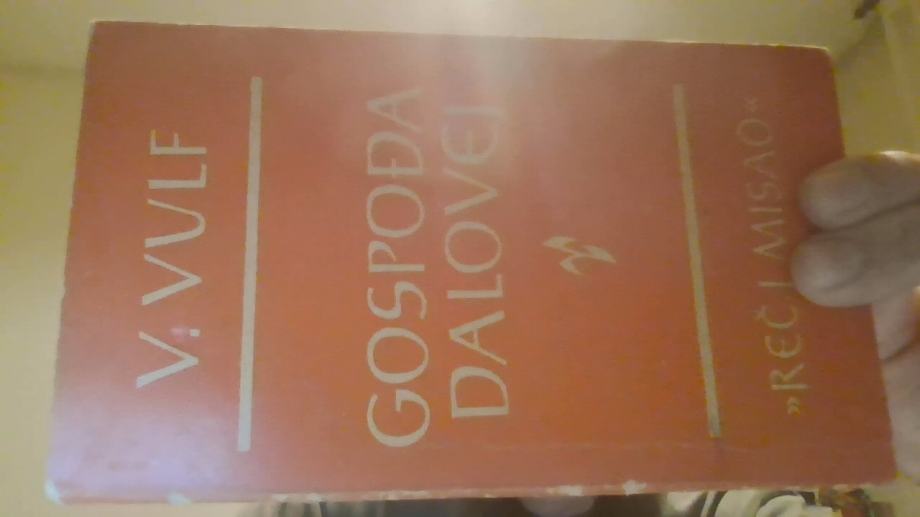 V. VULF
GOSPOĐA
DALOVEJ
»REČ I MISAO«